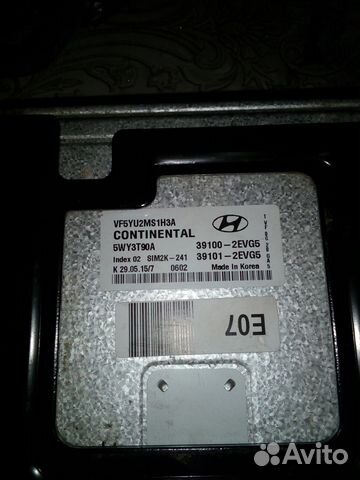 VF5YU2MS1H3A
CONTINENTAL
5WY3T90A 39100-2EVG5
Index 02 SIM2K-241 39101-2EVG5
K 29.05.15/7 0602 Made in Korea
E07
Avito